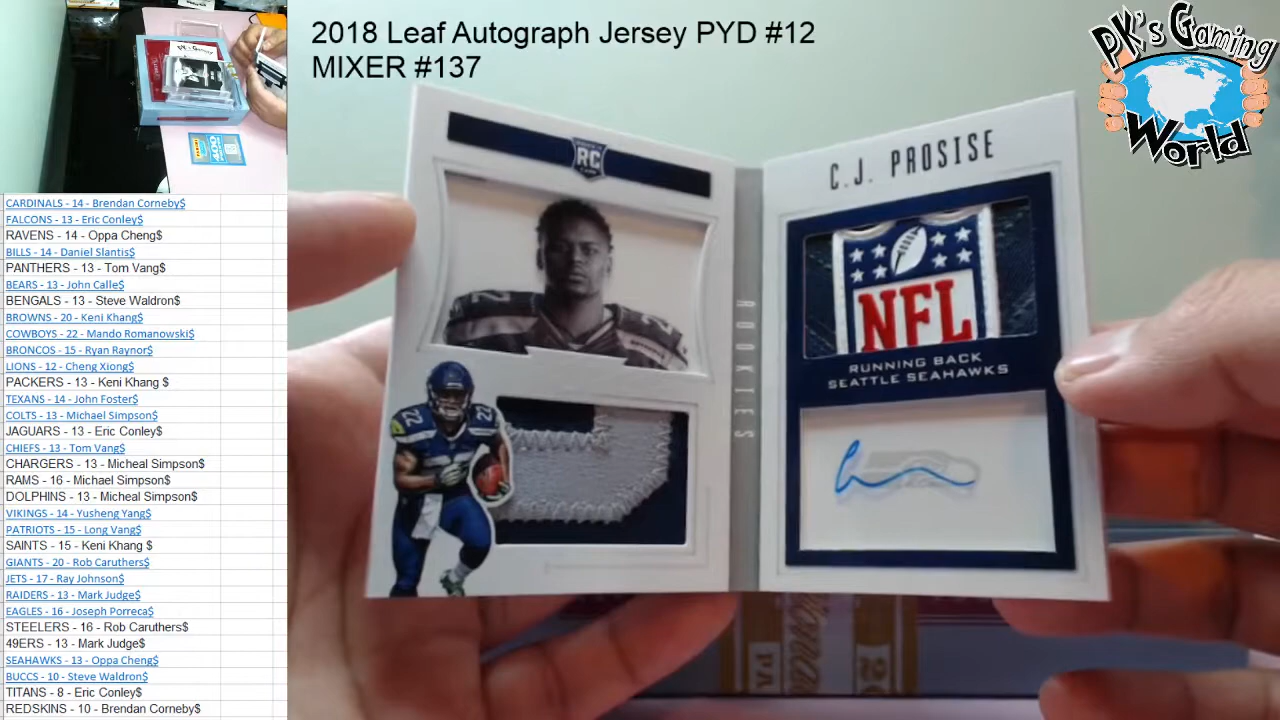 2018 Leaf Autograph Jersey PYD #12
MIXER #137
PK's Gaming
World
CARDINALS - 14 - Brendan Corneby$
FALCONS - 13 - Eric Conley$
RAVENS - 14 - Oppa Cheng$
BILLS - 14 - Daniel Slantis$
PANTHERS - 13 - Tom Vang$
BEARS - 13 - John Calle$
BENGALS - 13 - Steve Waldron$
BROWNS - 20 - Keni Khang$
COWBOYS - 22 - Mando Romanowski$
BRONCOS - 15 - Ryan Raynor$
LIONS - 12 - Cheng Xiong$
PACKERS - 13 - Keni Khang $
TEXANS - 14 - John Foster$
COLTS - 13 - Michael Simpson$
JAGUARS - 13 - Eric Conley$
CHIEFS - 13 - Tom Vang$
CHARGERS - 13 - Micheal Simpson$
RAMS - 16 - Michael Simpson$
DOLPHINS - 13 - Micheal Simpson$
VIKINGS - 14 - Yusheng Yang$
PATRIOTS - 15 - Long Vang$
SAINTS - 15 - Keni Khang $
GIANTS - 20 - Rob Caruthers$
JETS - 17 - Ray Johnson$
RAIDERS - 13 - Mark Judge$
EAGLES - 16 - Joseph Porreca$
STEELERS - 16 - Rob Caruthers$
49ERS - 13 - Mark Judge$
SEAHAWKS - 13 - Oppa Cheng$
BUCCS - 10 - Steve Waldron$
TITANS - 8 - Eric Conley$
REDSKINS - 10 - Brendan Corneby$
RC
22
ROOKIES
C.J. PROSISE
NFL
RUNNING BACK
SEATTLE SEAHAWKS